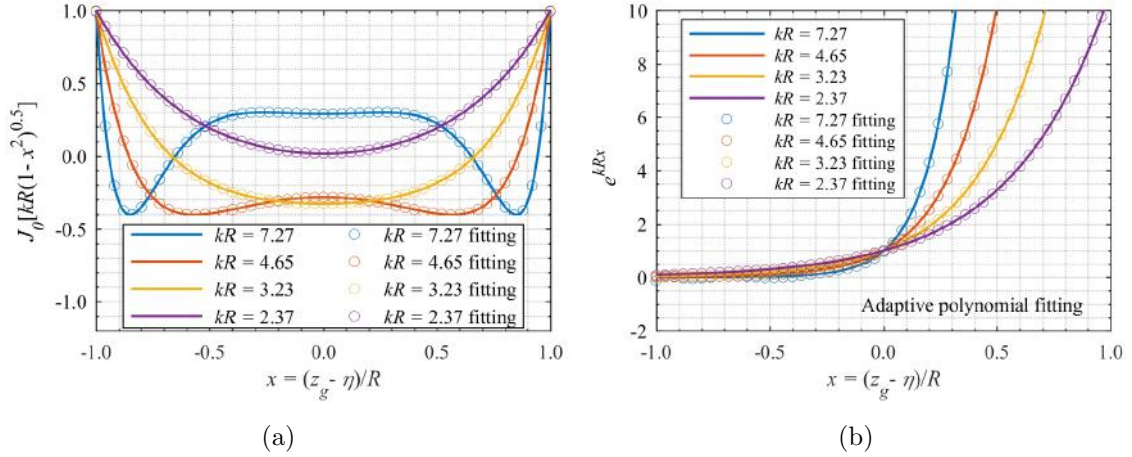 1.0
0.5
0.0
-0.5
-1.0
J₀[kR(1- x²)^0.5]
kR = 7.27
kR = 4.65
kR = 3.23
kR = 2.37
kR = 7.27 fitting
kR = 4.65 fitting
kR = 3.23 fitting
kR = 2.37 fitting
-1.0 -0.5 0.0 0.5 1.0
x = (z_g - η)/R
(a)
10
8
6
4
2
0
-2
e^kRx
kR = 7.27
kR = 4.65
kR = 3.23
kR = 2.37
kR = 7.27 fitting
kR = 4.65 fitting
kR = 3.23 fitting
kR = 2.37 fitting
Adaptive polynomial fitting
-1.0 -0.5 0.0 0.5 1.0
x = (z_g - η)/R
(b)